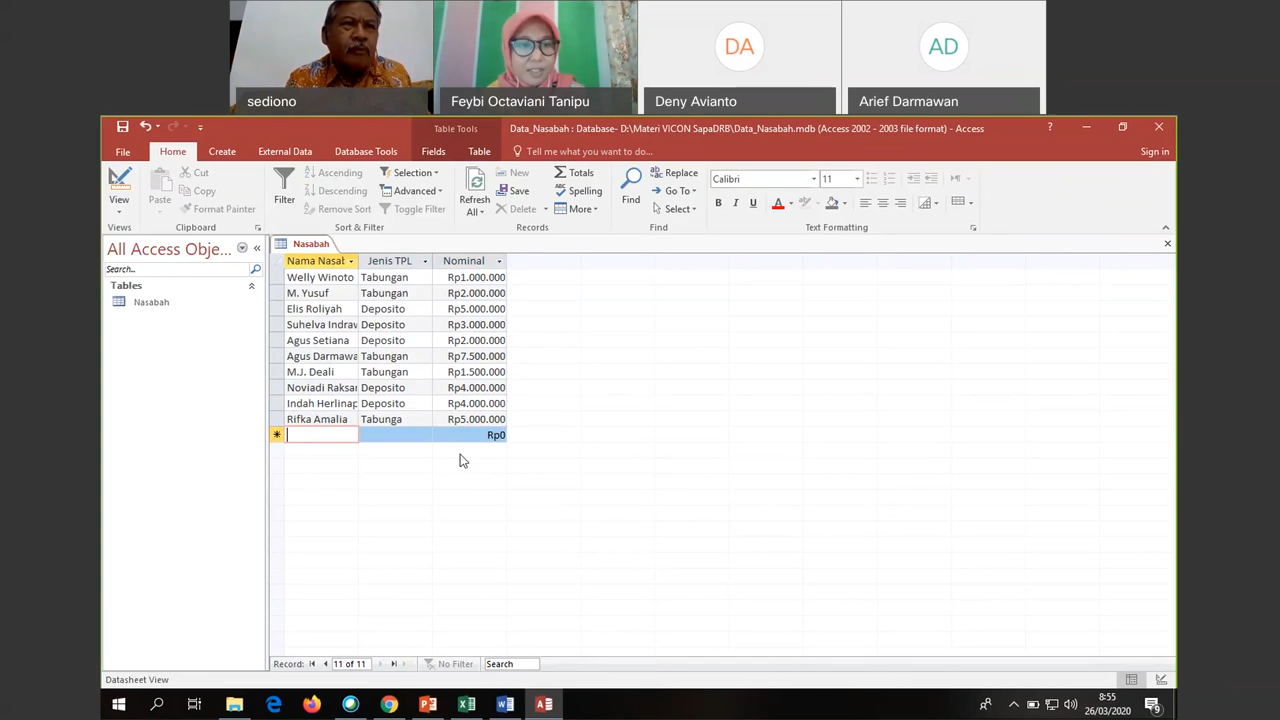 DA
AD
sediono
Feybi Octaviani Tanipu
Deny Avianto
Arief Darmawan
Table Tools
Data_Nasabah : Database- D:\Materi VICON SapaDRB\Data_Nasabah.mdb (Access 2002 - 2003 file format) - Access
?
File Home Create External Data Database Tools Fields Table Tell me what you want to do... Sign in
View
Views
Paste
Cut
Copy
Format Painter
Clipboard
Filter
Ascending
Descending
Remove Sort
Selection
Advanced
Toggle Filter
Sort & Filter
Refresh All
New
Save
Delete
Totals
Spelling
More
Records
Find
Replace
Go To
Select
Find
Calibri 11
B I U A
Text Formatting
All Access Obje...
Search...
Tables
Nasabah
Nasabah
Nama Nasab Jenis TPL Nominal
Welly Winoto Tabungan Rp1.000.000
M. Yusuf Tabungan Rp2.000.000
Elis Roliyah Deposito Rp5.000.000
Suhelva Indraw Deposito Rp3.000.000
Agus Setiana Deposito Rp2.000.000
Agus Darmawa Tabungan Rp7.500.000
M.J. Deali Tabungan Rp1.500.000
Noviadi Raksar Deposito Rp4.000.000
Indah Herlinap Deposito Rp4.000.000
Rifka Amalia Tabunga Rp5.000.000
Rp0
Record: 11 of 11 No Filter Search
Datasheet View
8:55
26/03/2020
9